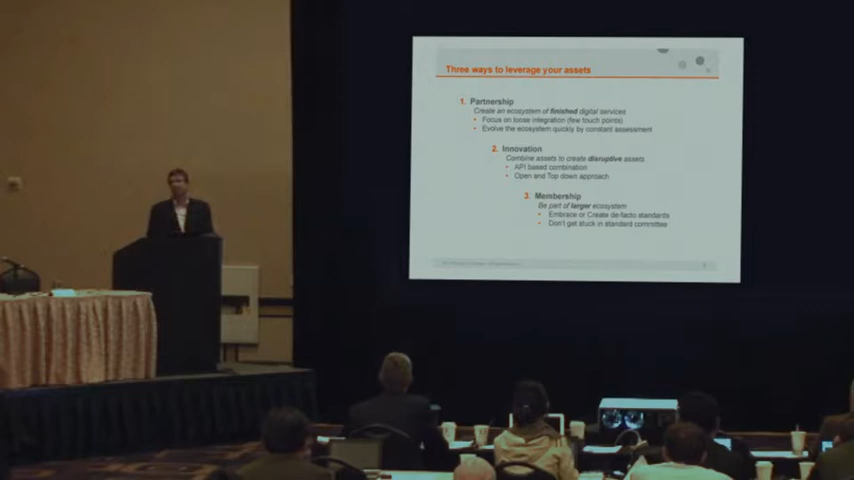 Three ways to leverage your assets
1. Partnership
Create an ecosystem of finished digital services
• Focus on loose integration (few touch points)
• Evolve the ecosystem quickly by constant assessment
2. Innovation
Combine assets to create disruptive assets
• API based combination
• Open and Top down approach
3. Membership
Be part of larger ecosystem
• Embrace or Create de-facto standards
• Don't get stuck in standard committee